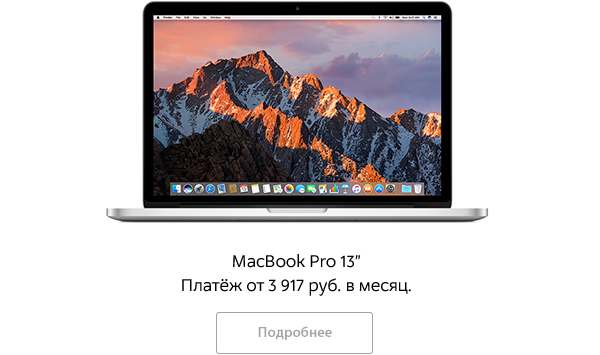 MacBook Pro 13"
Платёж от 3 917 руб. в месяц.
Подробнее